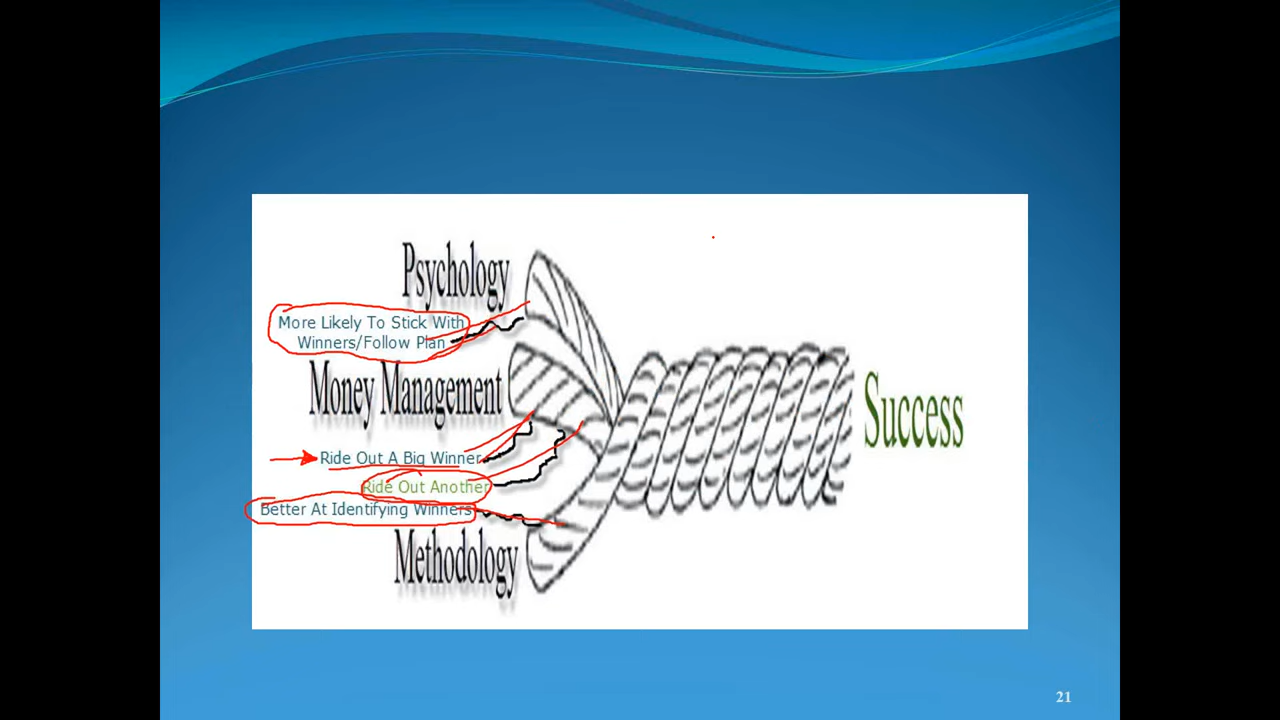 Psychology
More Likely To Stick With
Winners/Follow Plan
Money Management
Success
Ride Out A Big Winner
Ride Out Another
Better At Identifying Winners
Methodology
21